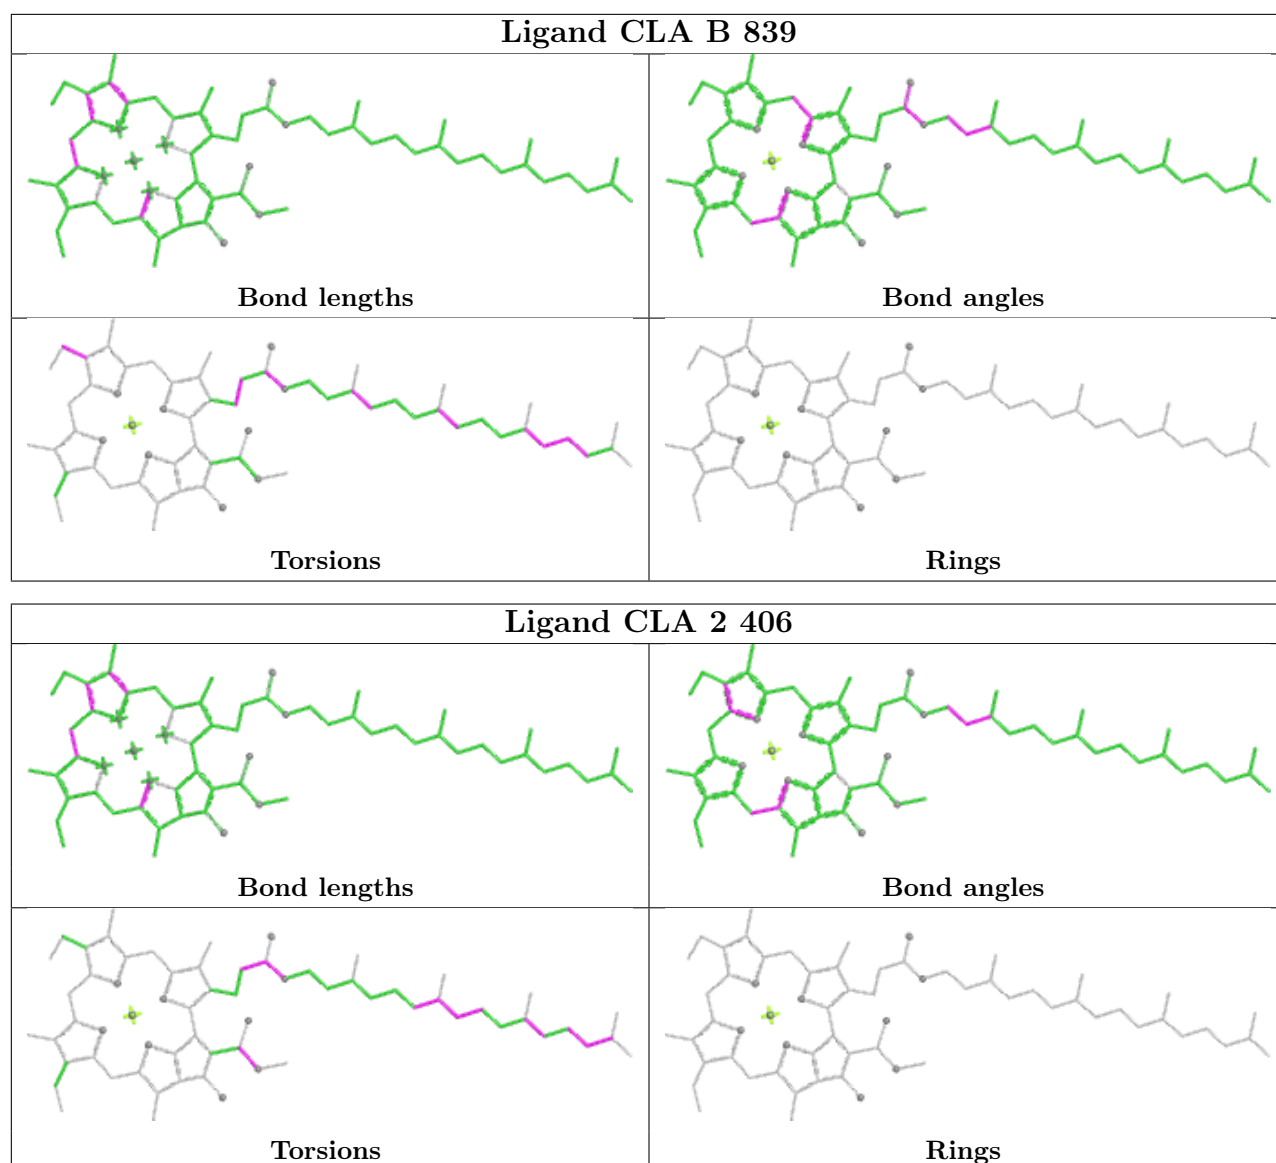 Ligand CLA B 839
Bond lengths
Bond angles
Torsions
Rings
Ligand CLA 2 406
Bond lengths
Bond angles
Torsions
Rings